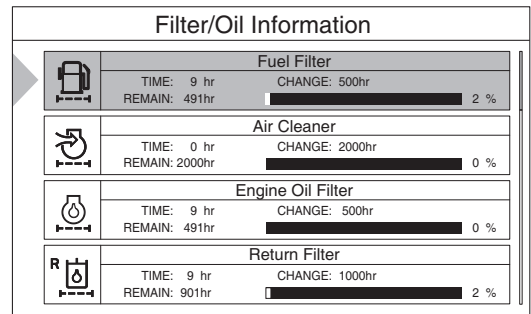 Filter/Oil Information
Fuel Filter
TIME: 9 hr CHANGE: 500hr
REMAIN: 491hr 2 %
Air Cleaner
TIME: 0 hr CHANGE: 2000hr
REMAIN: 2000hr 0 %
Engine Oil Filter
TIME: 9 hr CHANGE: 500hr
REMAIN: 491hr 0 %
R
Return Filter
TIME: 9 hr CHANGE: 1000hr
REMAIN: 901hr 2 %